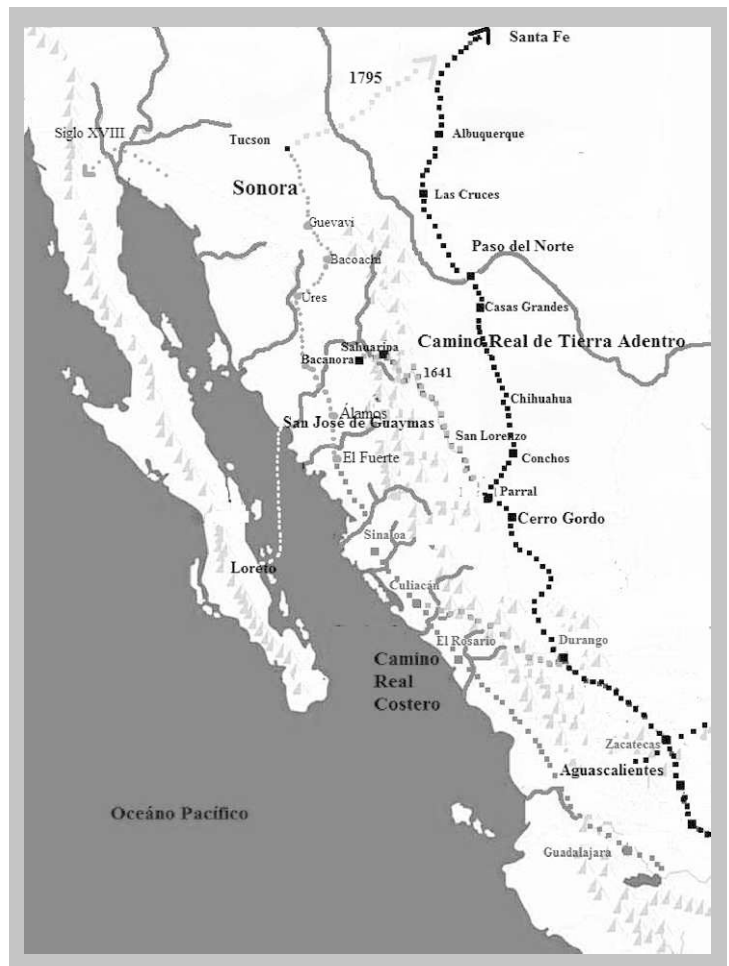 Santa Fe
1795
Siglo XVIII
Tucson
Albuquerque
Sonora
Las Cruces
Guevavi
Paso del Norte
Bacoachi
Ures
Casas Grandes
Sahuaripa
Camino Real de Tierra Adentro
Bacanora
1641
Chihuahua
Álamos
San José de Guaymas
San Lorenzo
El Fuerte
Conchos
Parral
Cerro Gordo
Sinaloa
Loreto
Culiacán
El Rosario
Durango
Camino
Real
Costero
Zacatecas
Aguascalientes
Oceáno Pacífico
Guadalajara